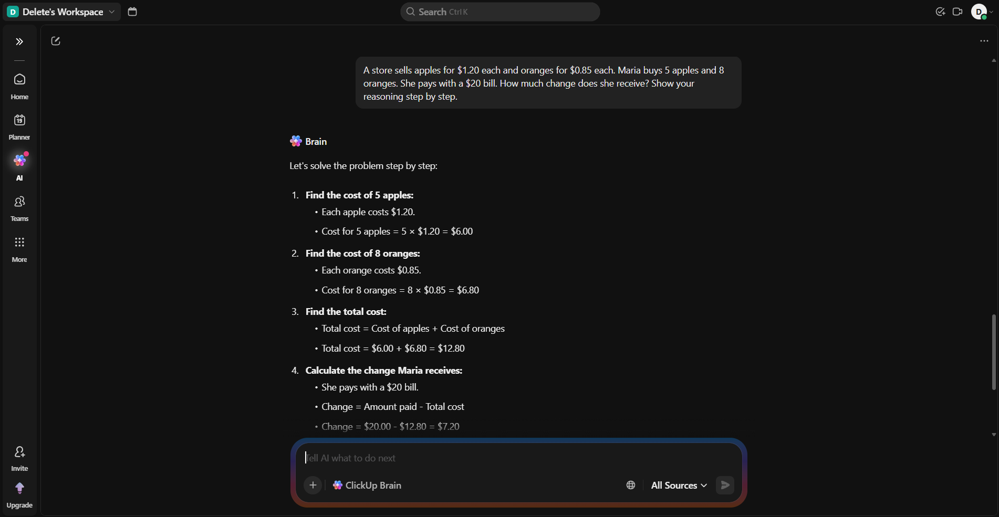 D Delete's Workspace
Search Ctrl K
D
Home
19
Planner
AI
Teams
More
Invite
Upgrade
A store sells apples for $1.20 each and oranges for $0.85 each. Maria buys 5 apples and 8
oranges. She pays with a $20 bill. How much change does she receive? Show your
reasoning step by step.
Brain
Let's solve the problem step by step:
1. Find the cost of 5 apples:
• Each apple costs $1.20.
• Cost for 5 apples = 5 × $1.20 = $6.00
2. Find the cost of 8 oranges:
• Each orange costs $0.85.
• Cost for 8 oranges = 8 × $0.85 = $6.80
3. Find the total cost:
• Total cost = Cost of apples + Cost of oranges
• Total cost = $6.00 + $6.80 = $12.80
4. Calculate the change Maria receives:
• She pays with a $20 bill.
• Change = Amount paid - Total cost
• Change = $20.00 - $12.80 = $7.20
Tell AI what to do next
ClickUp Brain
All Sources